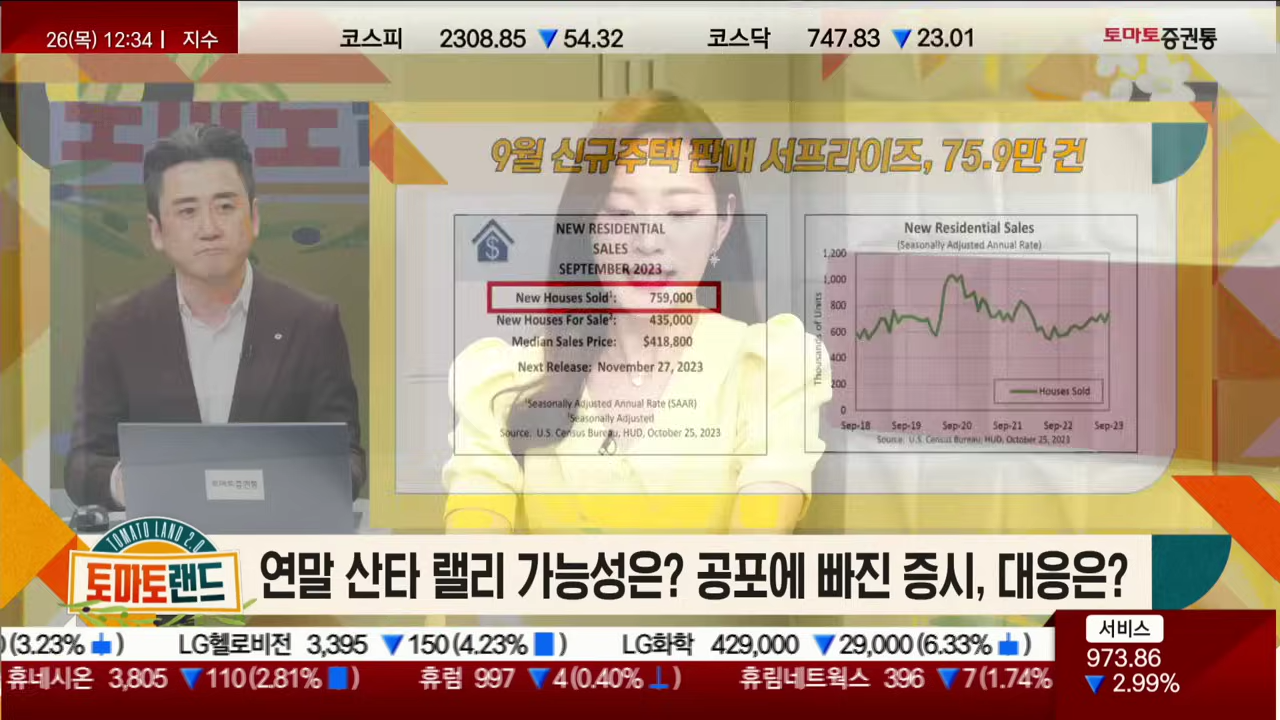 26(목) 12:34 | 지수
코스피 2308.85 ▼ 54.32
코스닥 747.83 ▼ 23.01
토마토증권통
9월 신규주택 판매 서프라이즈, 75.9만 건
NEW RESIDENTIAL
SALES
SEPTEMBER 2023
New Houses Sold¹: 759,000
New Houses For Sale²: 435,000
Median Sales Price: $418,800
Next Release: November 27, 2023
¹Seasonally Adjusted Annual Rate (SAAR)
²Seasonally Adjusted
Source: U.S. Census Bureau, HUD, October 25, 2023
New Residential Sales
(Seasonally Adjusted Annual Rate)
Thousands of Units
1,200
1,000
800
600
400
200
0
Sep-18 Sep-19 Sep-20 Sep-21 Sep-22 Sep-23
Houses Sold
Source: U.S. Census Bureau, HUD, October 25, 2023
토마토증권통
TOMATO LAND 2.0
토마토랜드
연말 산타 랠리 가능성은? 공포에 빠진 증시, 대응은?
(3.23% ) LG헬로비전 3,395 ▼150 (4.23% ) LG화학 429,000 ▼29,000 (6.33% )
휴네시온 3,805 ▼110 (2.81% ) 휴럼 997 ▼4 (0.40% ) 휴림네트웍스 396 ▼7 (1.74%
서비스
973.86
▼ 2.99%